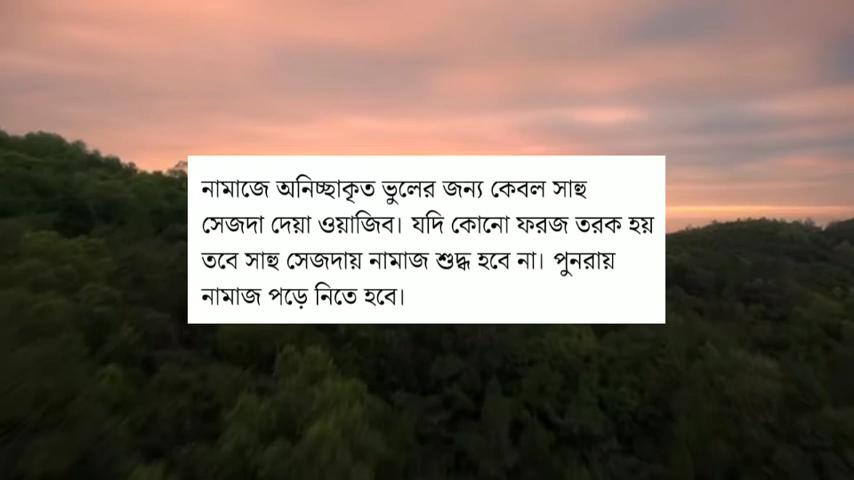 নামাজে অনিচ্ছাকৃত ভুলের জন্য কেবল সাহু
সেজদা দেয়া ওয়াজিব। যদি কোনো ফরজ তরক হয়
তবে সাহু সেজদায় নামাজ শুদ্ধ হবে না। পুনরায়
নামাজ পড়ে নিতে হবে।